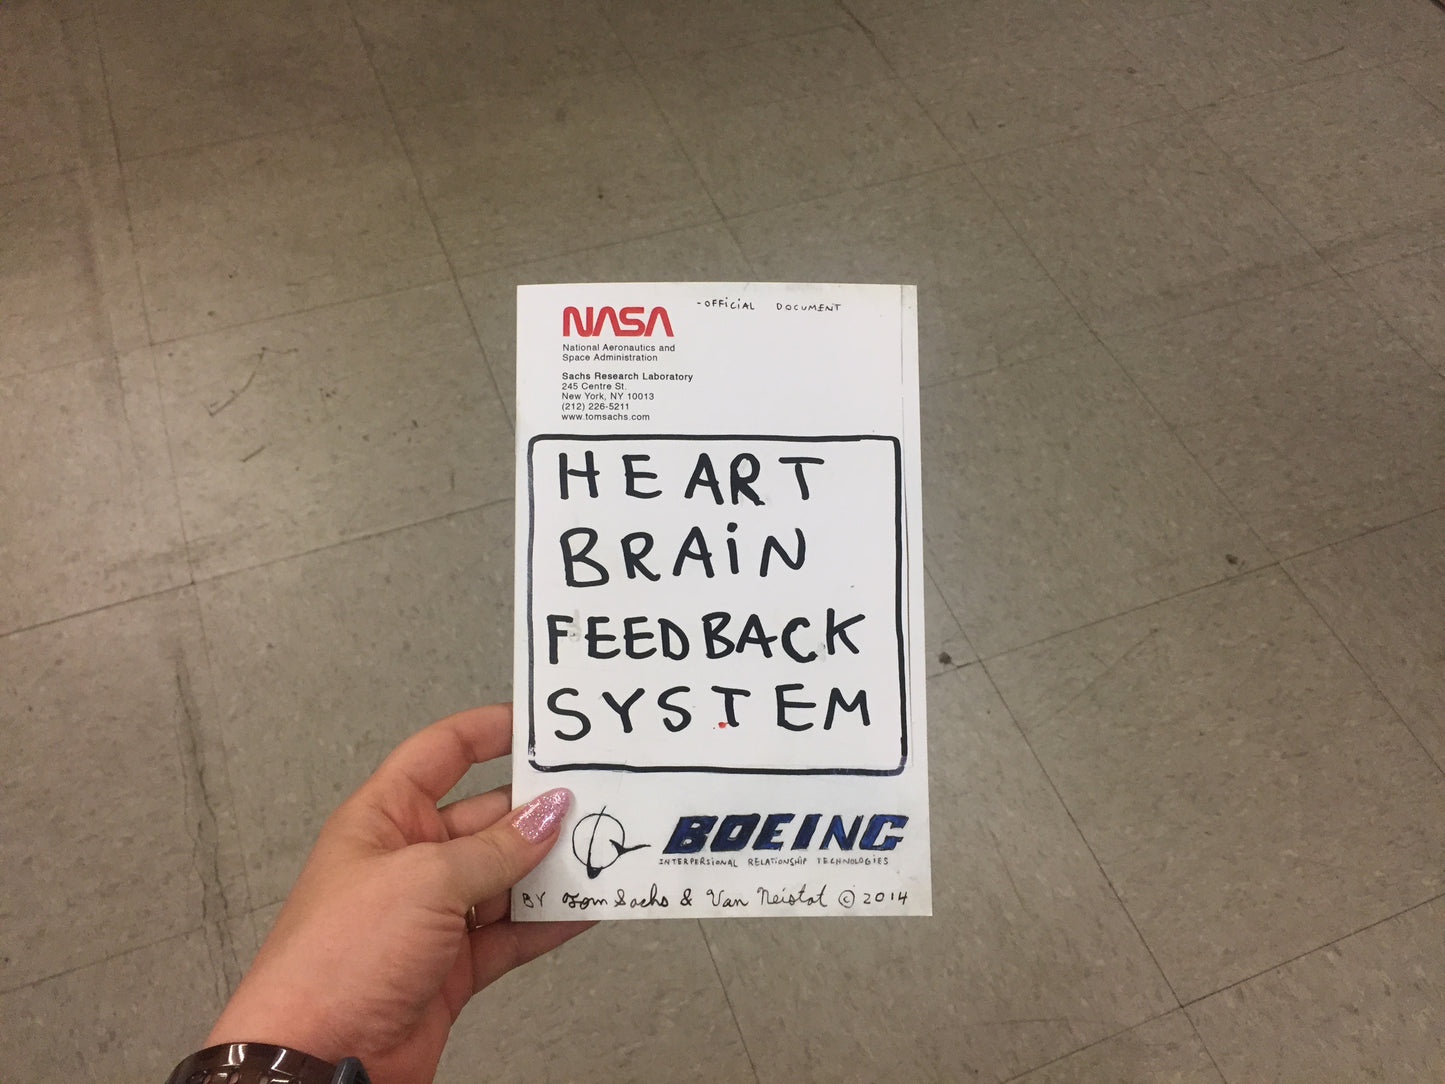 NASA -OFFiCiAL DOCUMENT
National Aeronautics and
Space Administration
Sachs Research Laboratory
245 Centre St.
New York, NY 10013
(212) 226-5211
www.tomsachs.com
HEART
BRAiN
FEEDBACK
SYSTEM
BOEING
INTERPERSiONAL RELATiONSHIP TECHNOLOGIES
BY Tom Sachs & Van Neistat © 2014